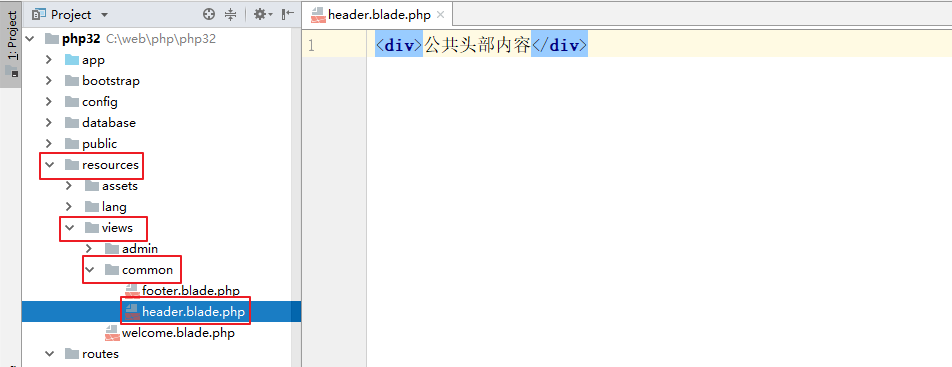 1: Project
Project
php32 C:\web\php\php32
app
bootstrap
config
database
public
resources
assets
lang
views
admin
common
footer.blade.php
header.blade.php
welcome.blade.php
routes
header.blade.php
1 <div>公共头部内容</div>